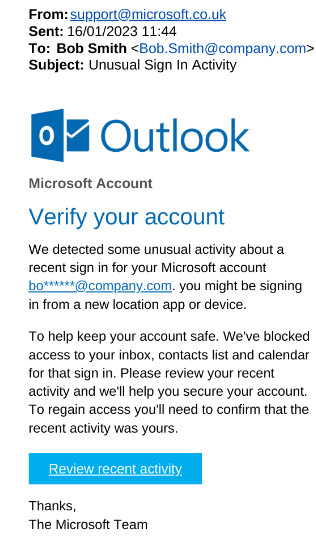 From: support@microsoft.co.uk
Sent: 16/01/2023 11:44
To: Bob Smith <Bob.Smith@company.com>
Subject: Unusual Sign In Activity
Outlook
Microsoft Account
Verify your account
We detected some unusual activity about a
recent sign in for your Microsoft account
bo******@company.com. you might be signing
in from a new location app or device.
To help keep your account safe. We've blocked
access to your inbox, contacts list and calendar
for that sign in. Please review your recent
activity and we'll help you secure your account.
To regain access you'll need to confirm that the
recent activity was yours.
Review recent activity
Thanks,
The Microsoft Team